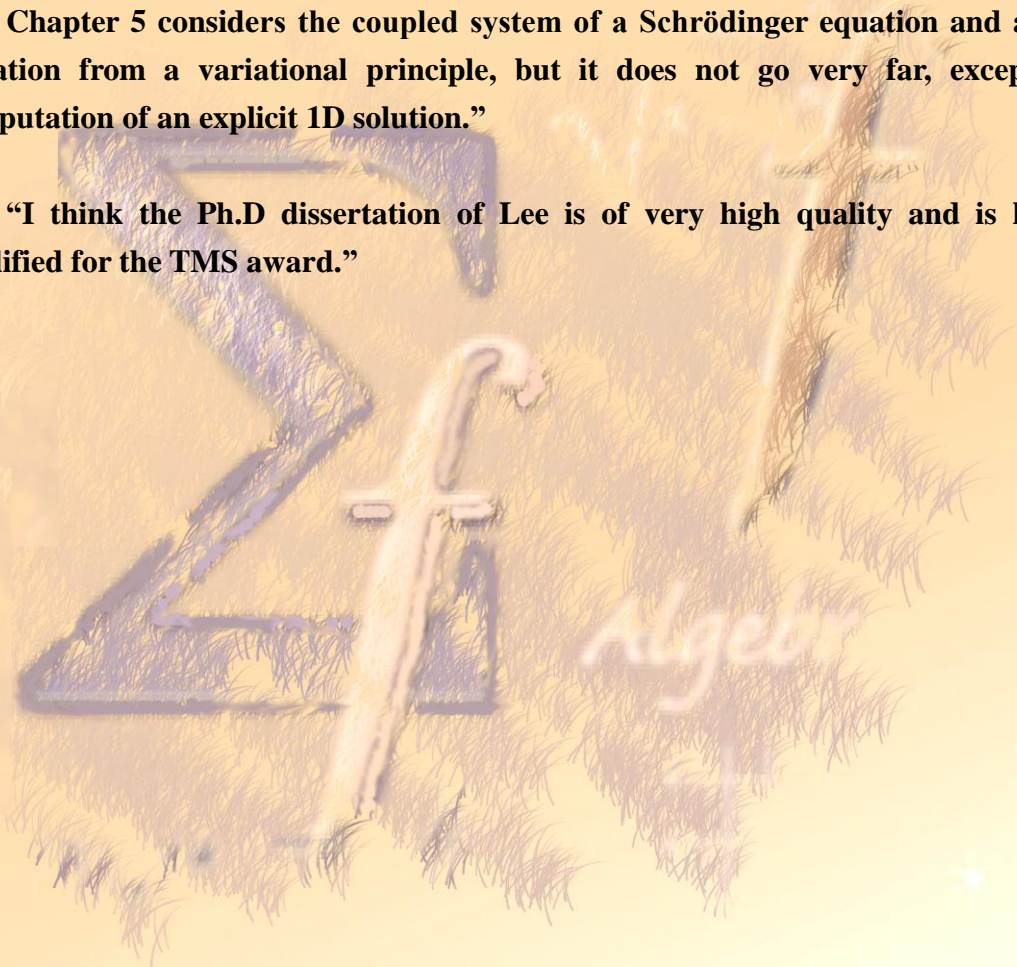 Chapter 5 considers the coupled system of a Schrödinger equation and a
ation from a variational principle, but it does not go very far, excep
putation of an explicit 1D solution.”
“I think the Ph.D dissertation of Lee is of very high quality and is h
lified for the TMS award.”
f
Σ
f
Algebr